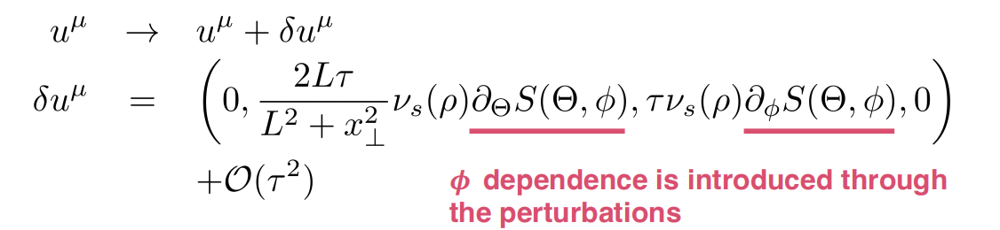 u^μ → u^μ + δu^μ
δu^μ = (0, \frac{2Lτ}{L^2 + x_⊥^2} ν_s(ρ)∂_Θ S(Θ, ϕ), τν_s(ρ)∂_ϕ S(Θ, ϕ), 0)
+𝒪(τ^2)
ϕ dependence is introduced through
the perturbations